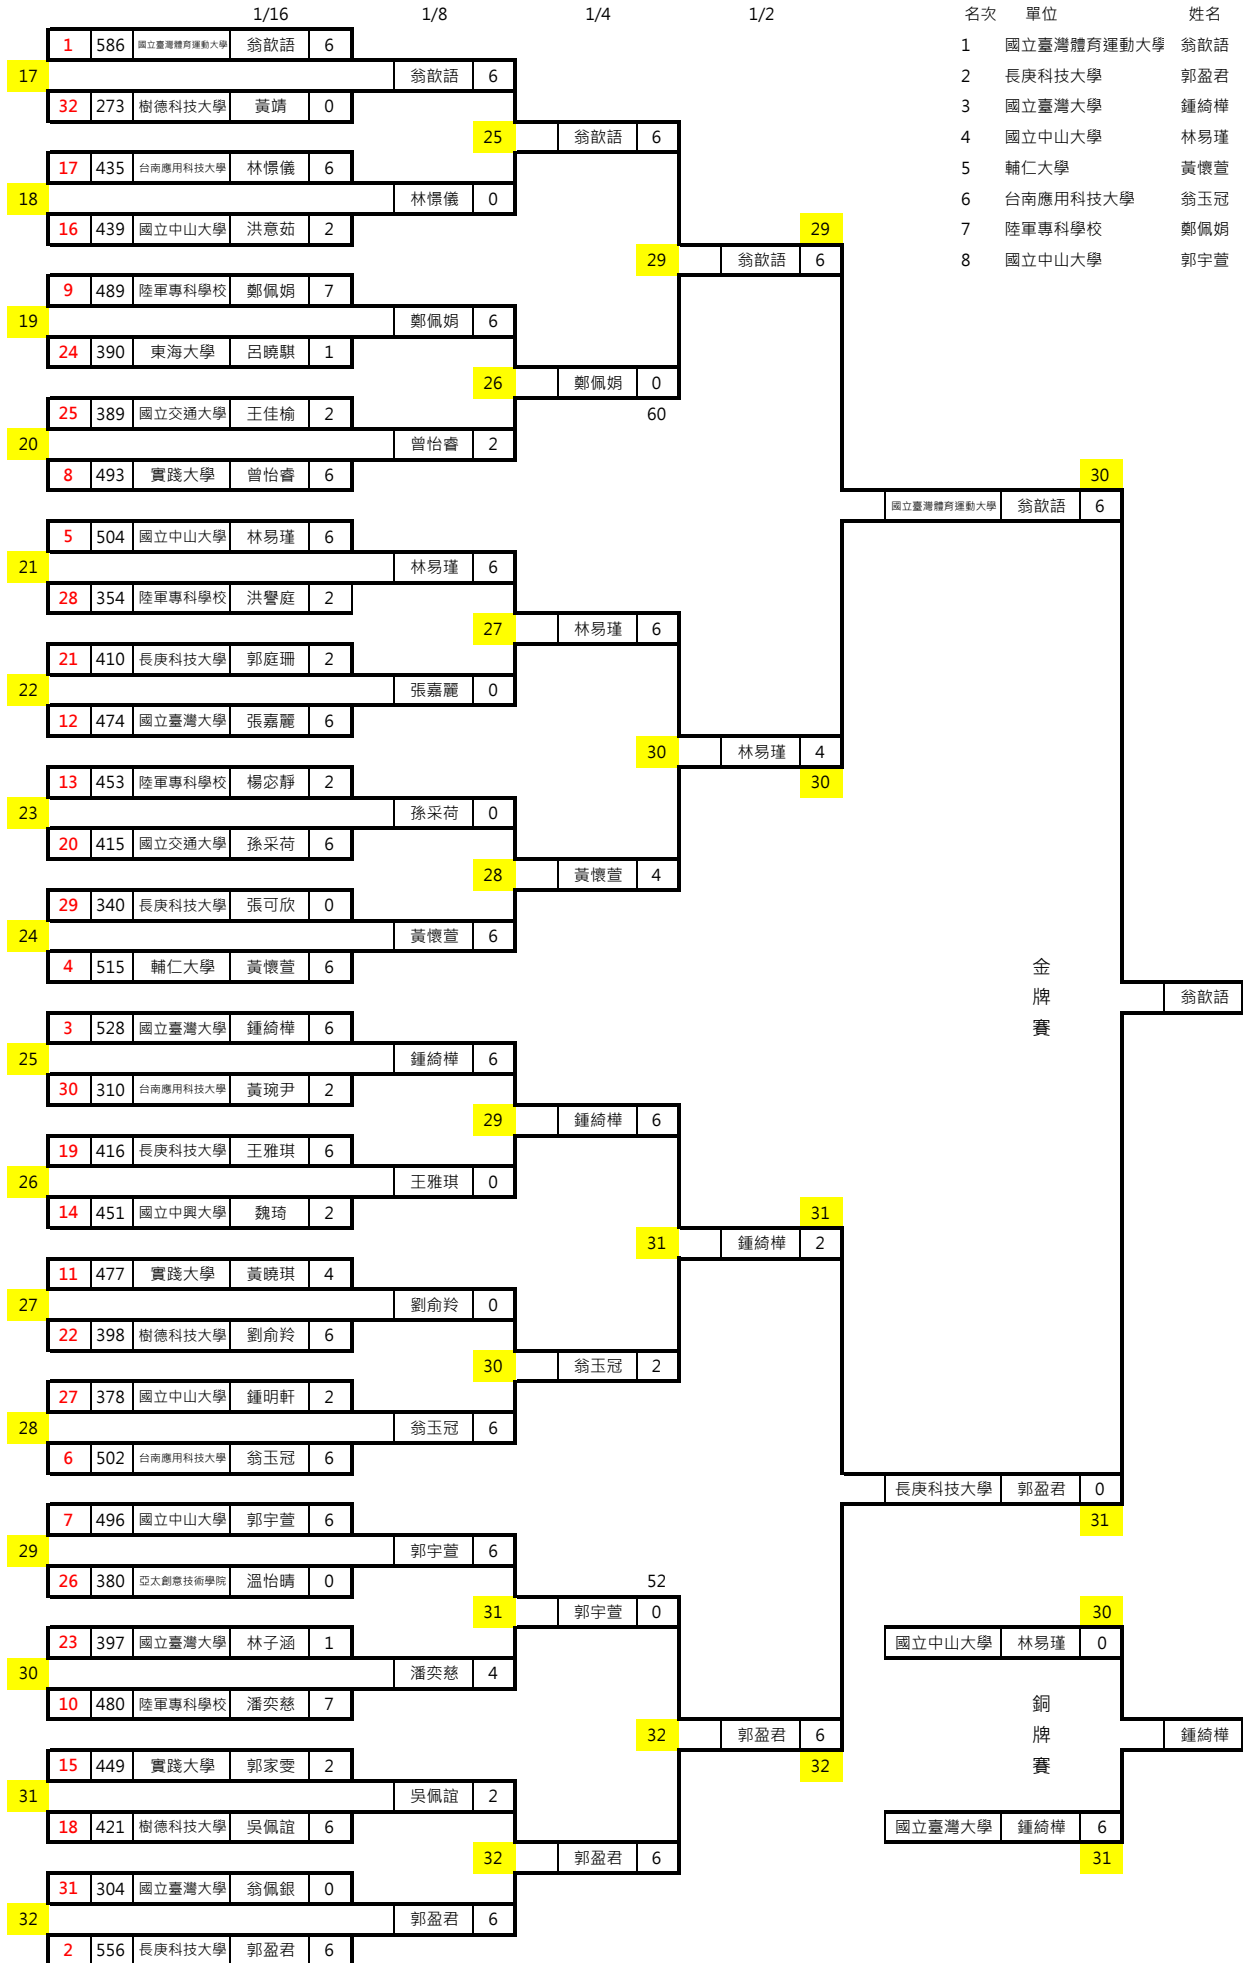 1/16 1/8 1/4 1/2 名次 單位 姓名
1 586 國立臺灣體育運動大學 翁歆語 6 1 國立臺灣體育運動大學 翁歆語
17 翁歆語 6 2 長庚科技大學 郭盈君
32 273 樹德科技大學 黃靖 0 3 國立臺灣大學 鍾綺樺
25 翁歆語 6 4 國立中山大學 林易瑾
17 435 台南應用科技大學 林憬儀 6 5 輔仁大學 黃懷萱
18 林憬儀 0 6 台南應用科技大學 翁玉冠
16 439 國立中山大學 洪意茹 2 29 7 陸軍專科學校 鄭佩娟
29 翁歆語 6 8 國立中山大學 郭宇萱
9 489 陸軍專科學校 鄭佩娟 7
19 鄭佩娟 6
24 390 東海大學 呂曉騏 1
26 鄭佩娟 0
25 389 國立交通大學 王佳榆 2 60
20 曾怡睿 2
8 493 實踐大學 曾怡睿 6 30
國立臺灣體育運動大學 翁歆語 6
5 504 國立中山大學 林易瑾 6
21 林易瑾 6
28 354 陸軍專科學校 洪譽庭 2
27 林易瑾 6
21 410 長庚科技大學 郭庭珊 2
22 張嘉麗 0
12 474 國立臺灣大學 張嘉麗 6
30 林易瑾 4
13 453 陸軍專科學校 楊宓靜 2 30
23 孫采荷 0
20 415 國立交通大學 孫采荷 6
28 黃懷萱 4
29 340 長庚科技大學 張可欣 0
24 黃懷萱 6
4 515 輔仁大學 黃懷萱 6 金
牌 翁歆語
3 528 國立臺灣大學 鍾綺樺 6 賽
25 鍾綺樺 6
30 310 台南應用科技大學 黃琬尹 2
29 鍾綺樺 6
19 416 長庚科技大學 王雅琪 6
26 王雅琪 0
14 451 國立中興大學 魏琦 2 31
31 鍾綺樺 2
11 477 實踐大學 黃曉琪 4
27 劉俞羚 0
22 398 樹德科技大學 劉俞羚 6
30 翁玉冠 2
27 378 國立中山大學 鍾明軒 2
28 翁玉冠 6
6 502 台南應用科技大學 翁玉冠 6
長庚科技大學 郭盈君 0
7 496 國立中山大學 郭宇萱 6 31
29 郭宇萱 6
26 380 亞太創意技術學院 溫怡晴 0 52
31 郭宇萱 0 30
23 397 國立臺灣大學 林子涵 1 國立中山大學 林易瑾 0
30 潘奕慈 4
10 480 陸軍專科學校 潘奕慈 7 銅
32 郭盈君 6 牌 鍾綺樺
15 449 實踐大學 郭家雯 2 32 賽
31 吳佩誼 2
18 421 樹德科技大學 吳佩誼 6 國立臺灣大學 鍾綺樺 6
32 郭盈君 6 31
31 304 國立臺灣大學 翁佩銀 0
32 郭盈君 6
2 556 長庚科技大學 郭盈君 6